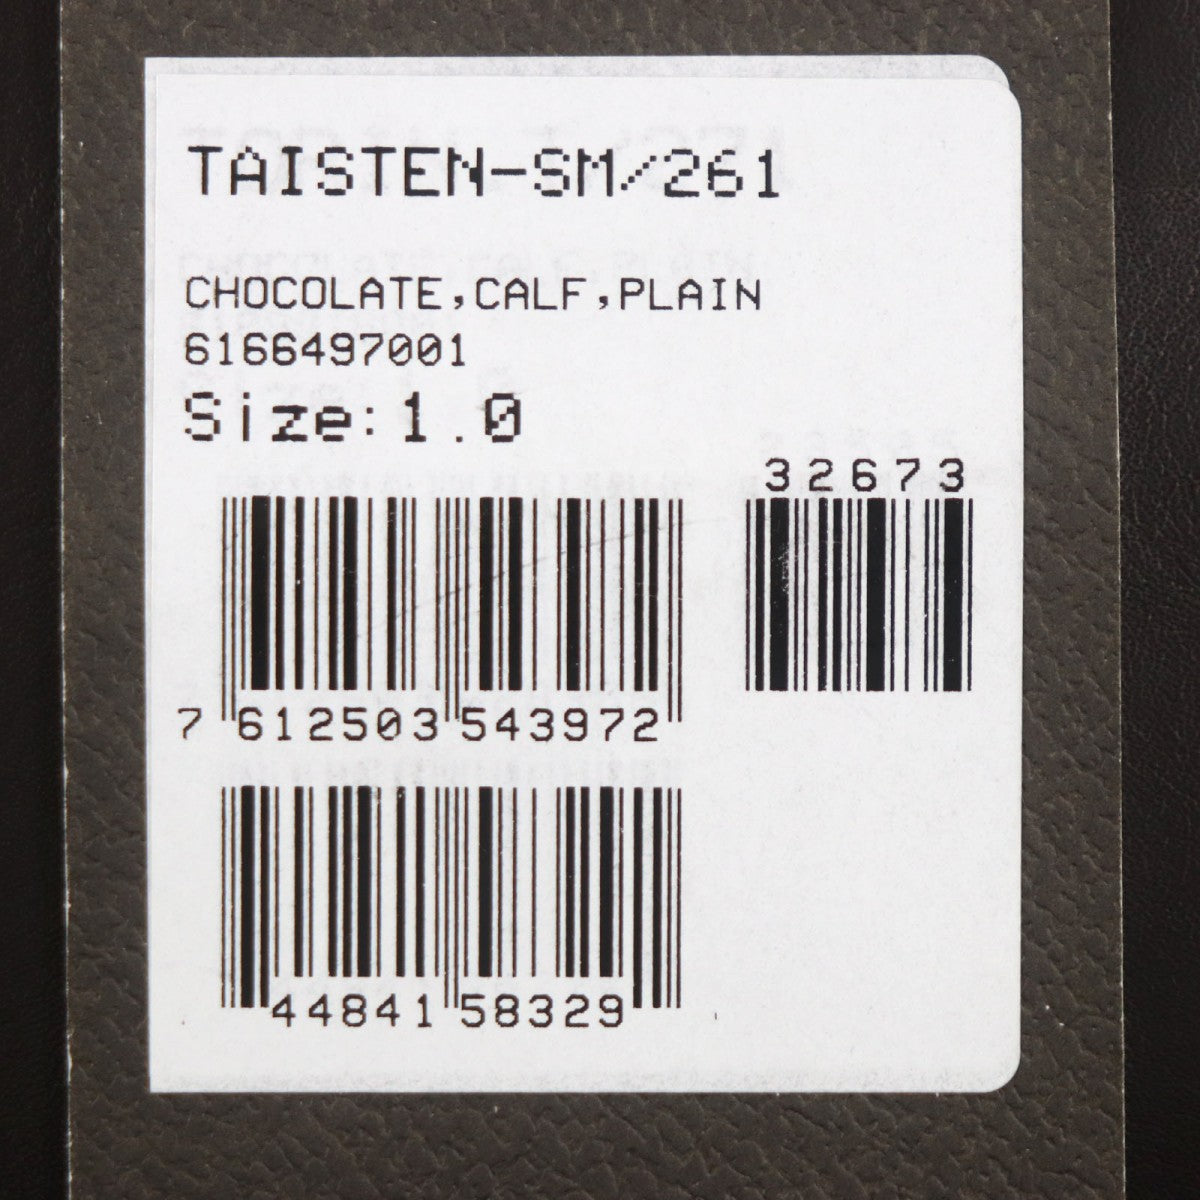 TAISTEN-SM/261
CHOCOLATE,CALF,PLAIN
6166497001
Size:1.0
32673
7 612503 543972
44841 58329